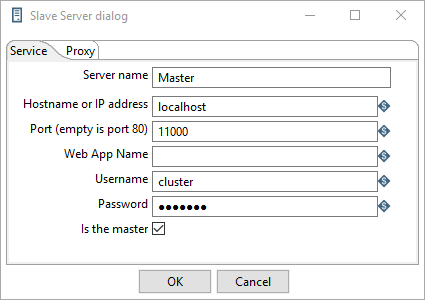 Slave Server dialog
Service Proxy
Server name Master
Hostname or IP address localhost
Port (empty is port 80) 11000
Web App Name
Username cluster
Password ●●●●●●●
Is the master
OK Cancel